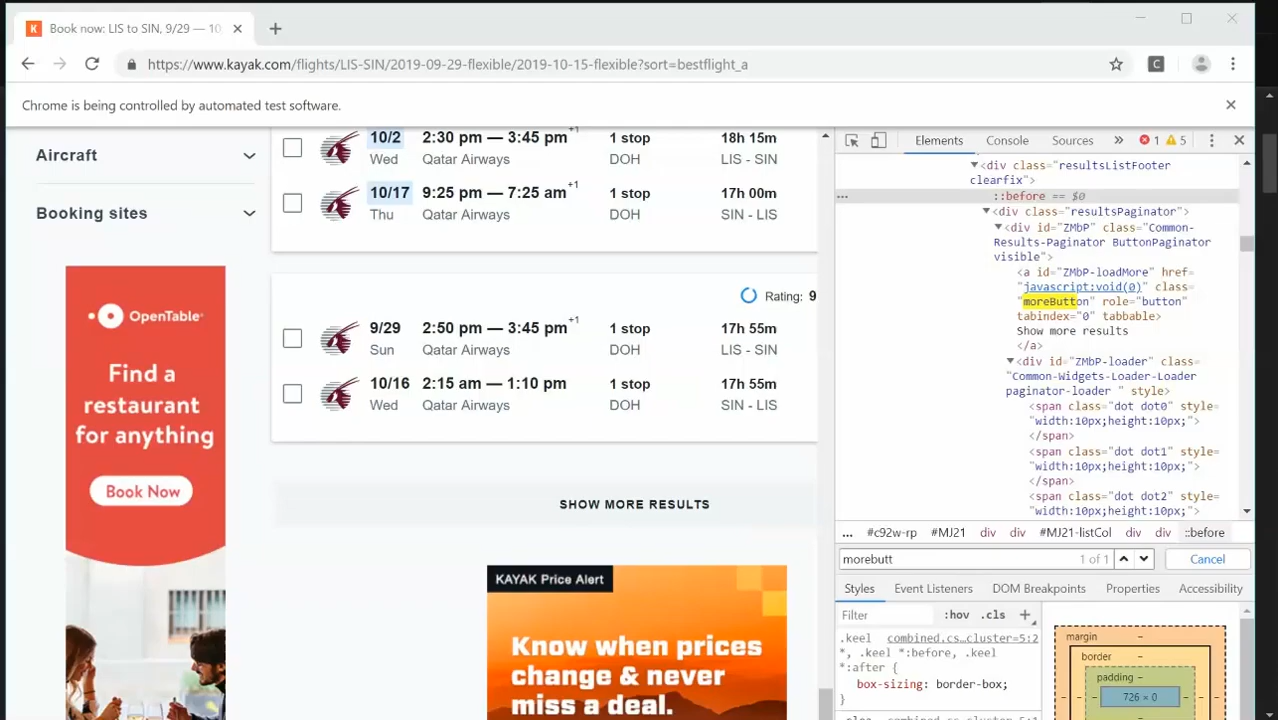 Book now: LIS to SIN, 9/29 — 10
https://www.kayak.com/flights/LIS-SIN/2019-09-29-flexible/2019-10-15-flexible?sort=bestflight_a
Chrome is being controlled by automated test software.
Aircraft
Booking sites
OpenTable
Find a
restaurant
for anything
Book Now
10/2 2:30 pm — 3:45 pm+1 1 stop 18h 15m
Wed Qatar Airways DOH LIS - SIN
10/17 9:25 pm — 7:25 am+1 1 stop 17h 00m
Thu Qatar Airways DOH SIN - LIS
Rating: 9
9/29 2:50 pm — 3:45 pm+1 1 stop 17h 55m
Sun Qatar Airways DOH LIS - SIN
10/16 2:15 am — 1:10 pm 1 stop 17h 55m
Wed Qatar Airways DOH SIN - LIS
SHOW MORE RESULTS
KAYAK Price Alert
Know when prices
change & never
miss a deal.
Elements Console Sources » 1 5
<div class="resultsListFooter
clearfix">
... ::before == $0
<div class="resultsPaginator">
<div id="ZMbP" class="Common-
Results-Paginator ButtonPaginator
visible">
<a id="ZMbP-loadMore" href=
"javascript:void(0)" class=
"moreButton" role="button"
tabindex="0" tabbable>
Show more results
</a>
<div id="ZMbP-loader" class=
"Common-Widgets-Loader-Loader
paginator-loader " style>
<span class="dot dot0" style=
"width:10px;height:10px;">
</span>
<span class="dot dot1" style=
"width:10px;height:10px;">
</span>
<span class="dot dot2" style=
"width:10px;height:10px;">
... #c92w-rp #MJ21 div div #MJ21-listCol div div ::before
morebutt 1 of 1 Cancel
Styles Event Listeners DOM Breakpoints Properties Accessibility
Filter :hov .cls +
.keel combined.cs…cluster=5:2
*, .keel *:before, .keel
*:after {
box-sizing: border-box;
}
margin –
border –
padding –
– – – 726 × 0 –